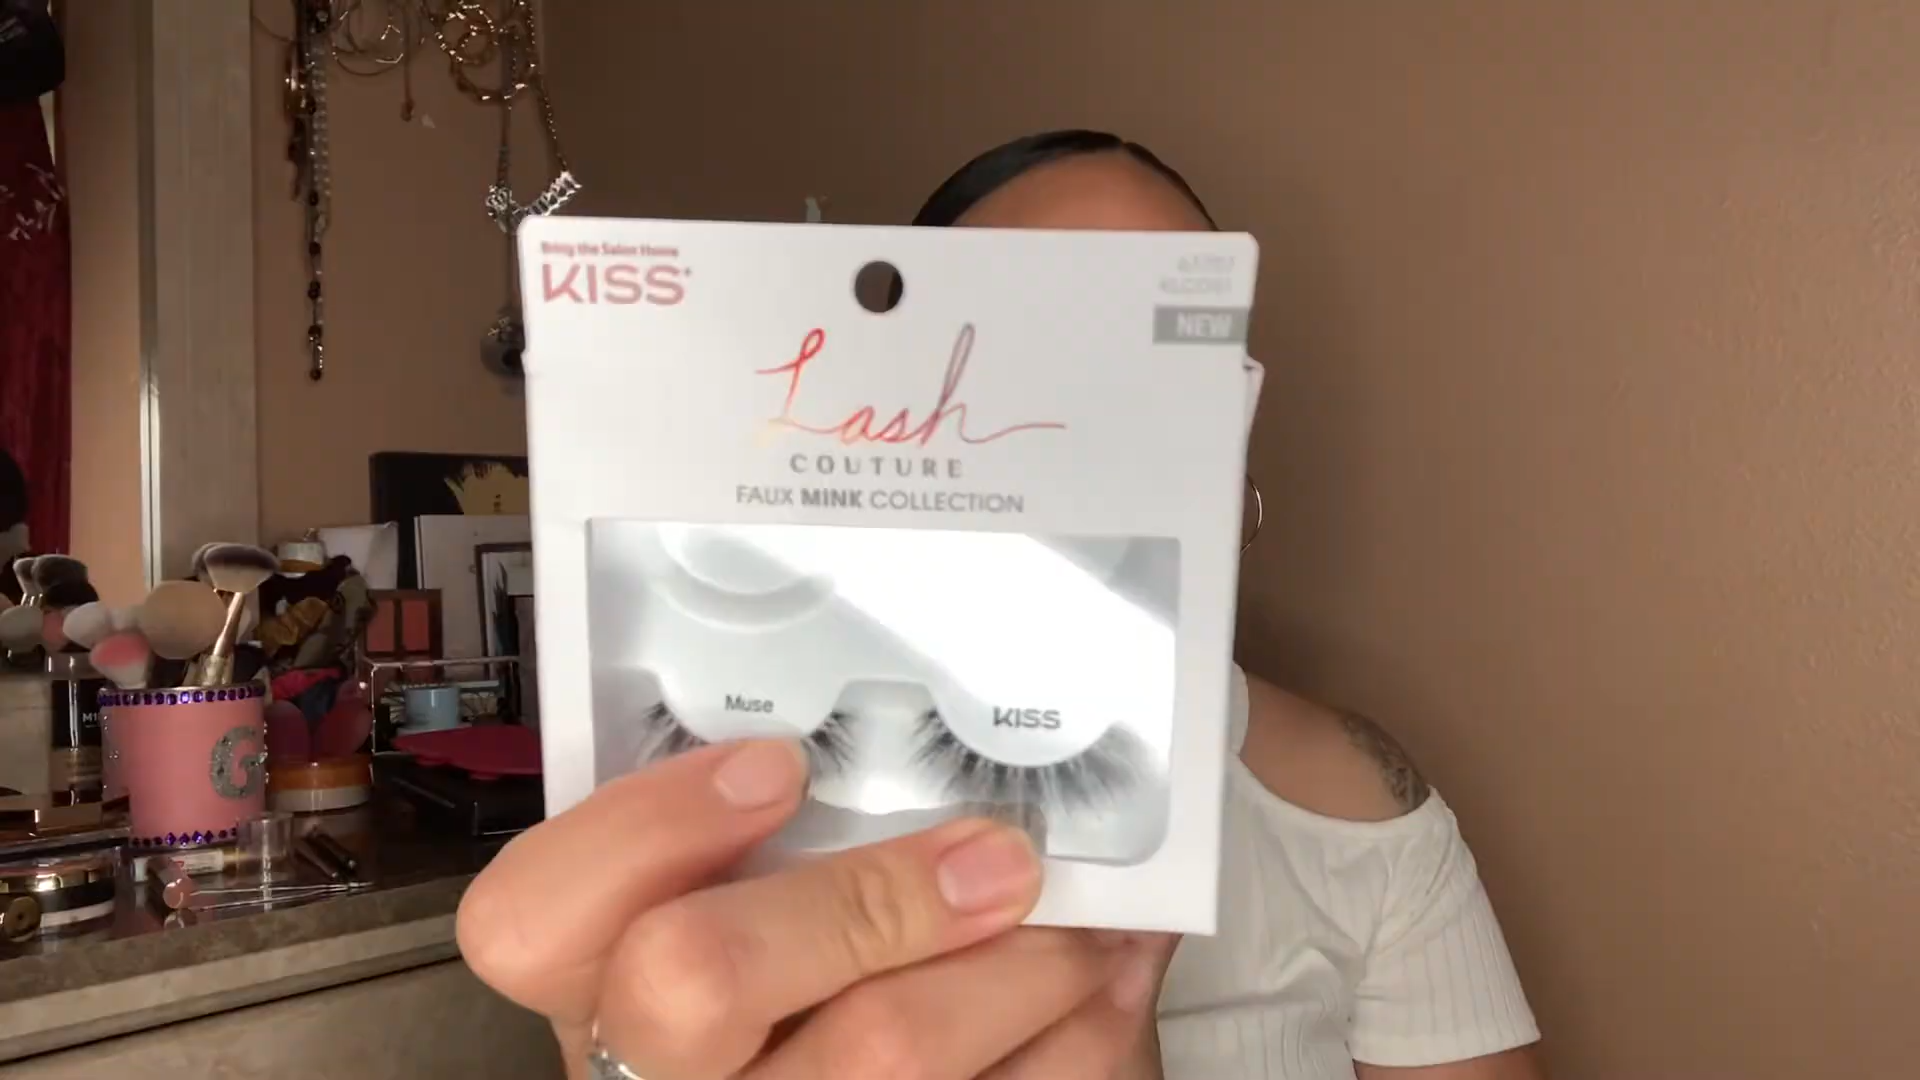 Bring the Salon Home
KISS
NEW
Lash
COUTURE
FAUX MINK COLLECTION
Muse
KISS
G